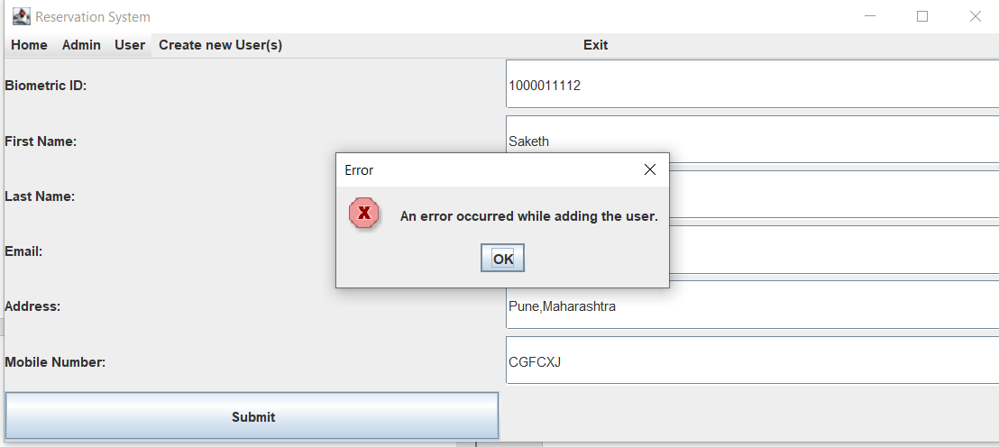 Reservation System
Home Admin User Create new User(s) Exit
Biometric ID: 1000011112
First Name: Saketh
Error
Last Name:
An error occurred while adding the user.
Email:
OK
Address: Pune,Maharashtra
Mobile Number: CGFCXJ
Submit